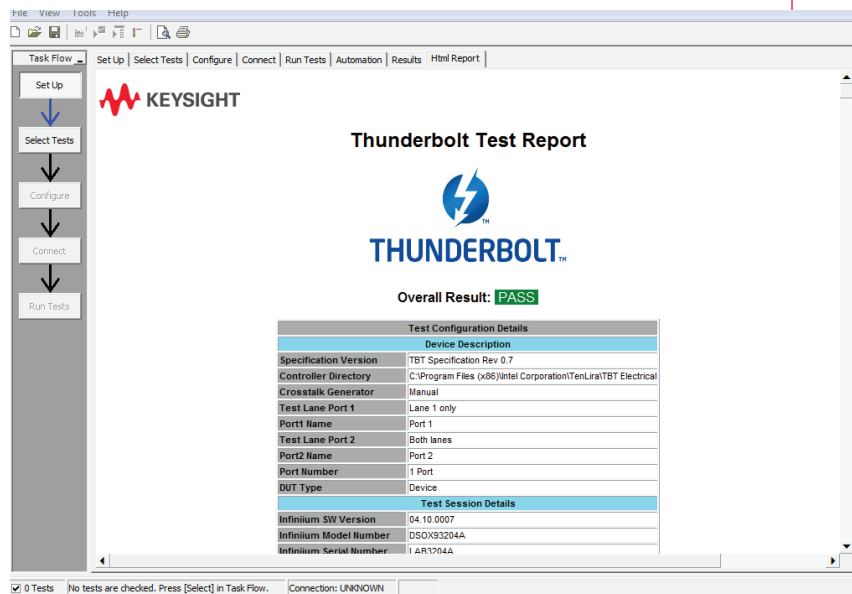 File View Tools Help
Task Flow
Set Up Select Tests Configure Connect Run Tests Automation Results Html Report
Set Up
Select Tests
Configure
Connect
Run Tests
KEYSIGHT
Thunderbolt Test Report
THUNDERBOLT™
Overall Result: PASS
Test Configuration Details
Device Description
Specification Version TBT Specification Rev 0.7
Controller Directory C:\Program Files (x86)\Intel Corporation\TenLira\TBT Electrical
Crosstalk Generator Manual
Test Lane Port 1 Lane 1 only
Port1 Name Port 1
Test Lane Port 2 Both lanes
Port2 Name Port 2
Port Number 1 Port
DUT Type Device
Test Session Details
Infiniium SW Version 04.10.0007
Infiniium Model Number DSOX93204A
Infiniium Serial Number LAB3204A
0 Tests No tests are checked. Press [Select] in Task Flow. Connection: UNKNOWN